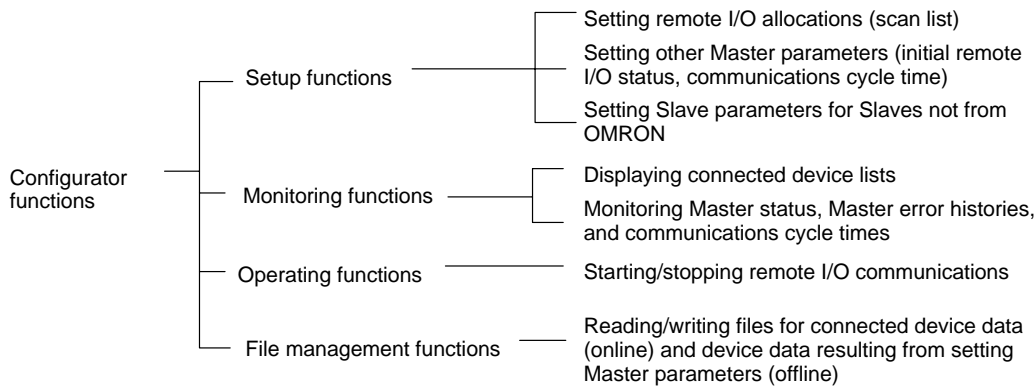 Configurator
functions
Setup functions
Setting remote I/O allocations (scan list)
Setting other Master parameters (initial remote
I/O status, communications cycle time)
Setting Slave parameters for Slaves not from
OMRON
Monitoring functions
Displaying connected device lists
Monitoring Master status, Master error histories,
and communications cycle times
Operating functions
Starting/stopping remote I/O communications
File management functions
Reading/writing files for connected device data
(online) and device data resulting from setting
Master parameters (offline)